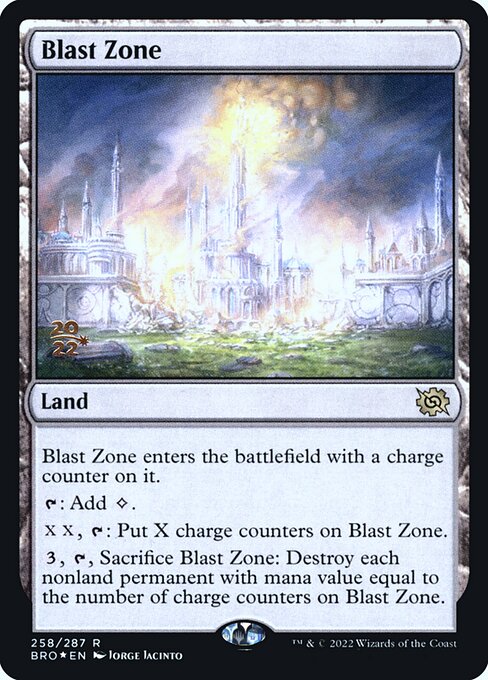 Blast Zone
20
22
Land
Blast Zone enters the battlefield with a charge
counter on it.
: Add .
X X, : Put X charge counters on Blast Zone.
3, , Sacrifice Blast Zone: Destroy each
nonland permanent with mana value equal to
the number of charge counters on Blast Zone.
258/287 R
BRO EN Jorge Jacinto
™ & © 2022 Wizards of the Coast